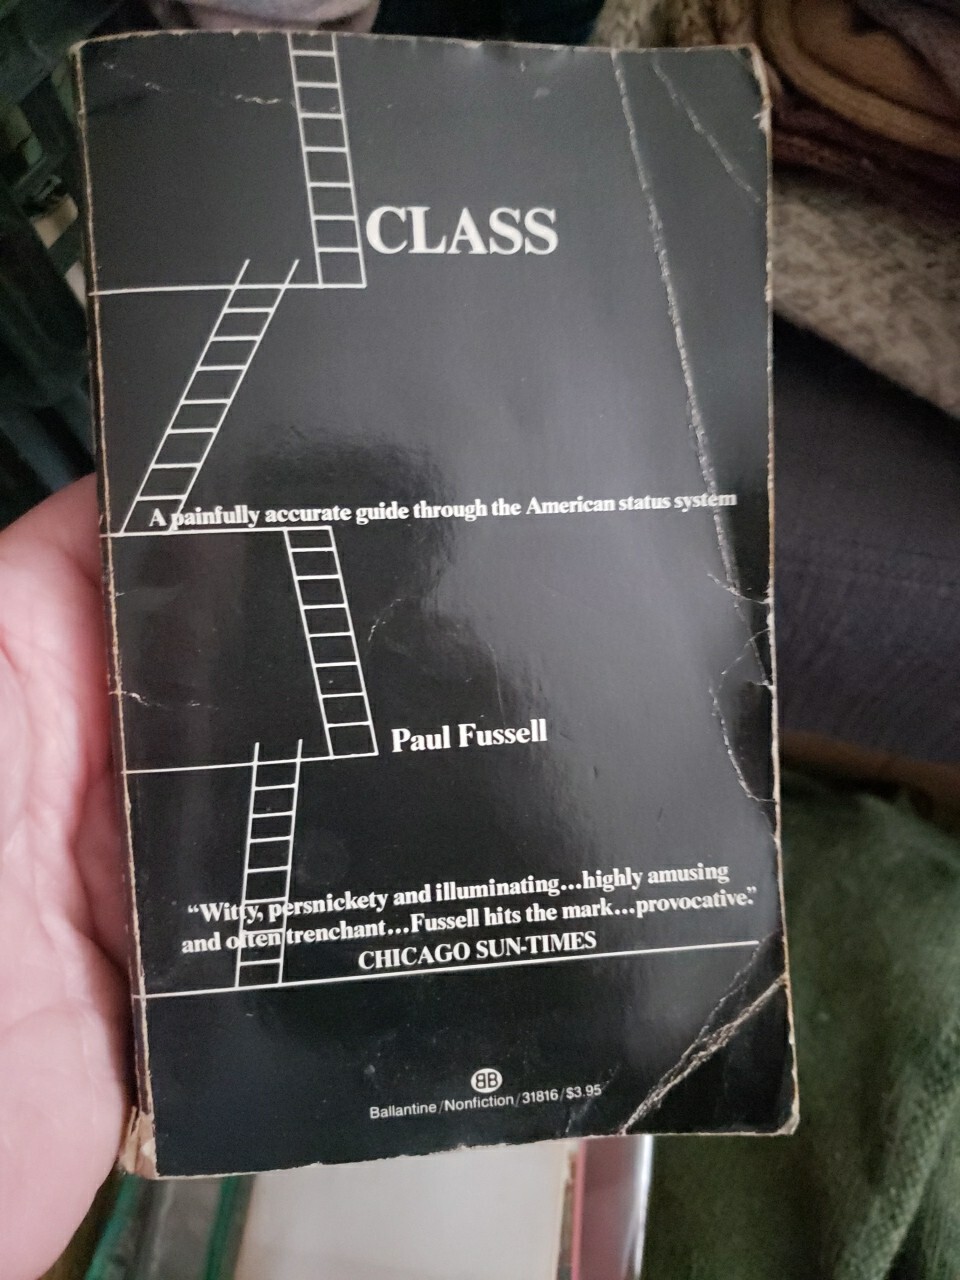 CLASS
A painfully accurate guide through the American status system
Paul Fussell
“Witty, persnickety and illuminating...highly amusing
and often trenchant...Fussell hits the mark...provocative.”
CHICAGO SUN-TIMES
BB
Ballantine/Nonfiction/31816/$3.95